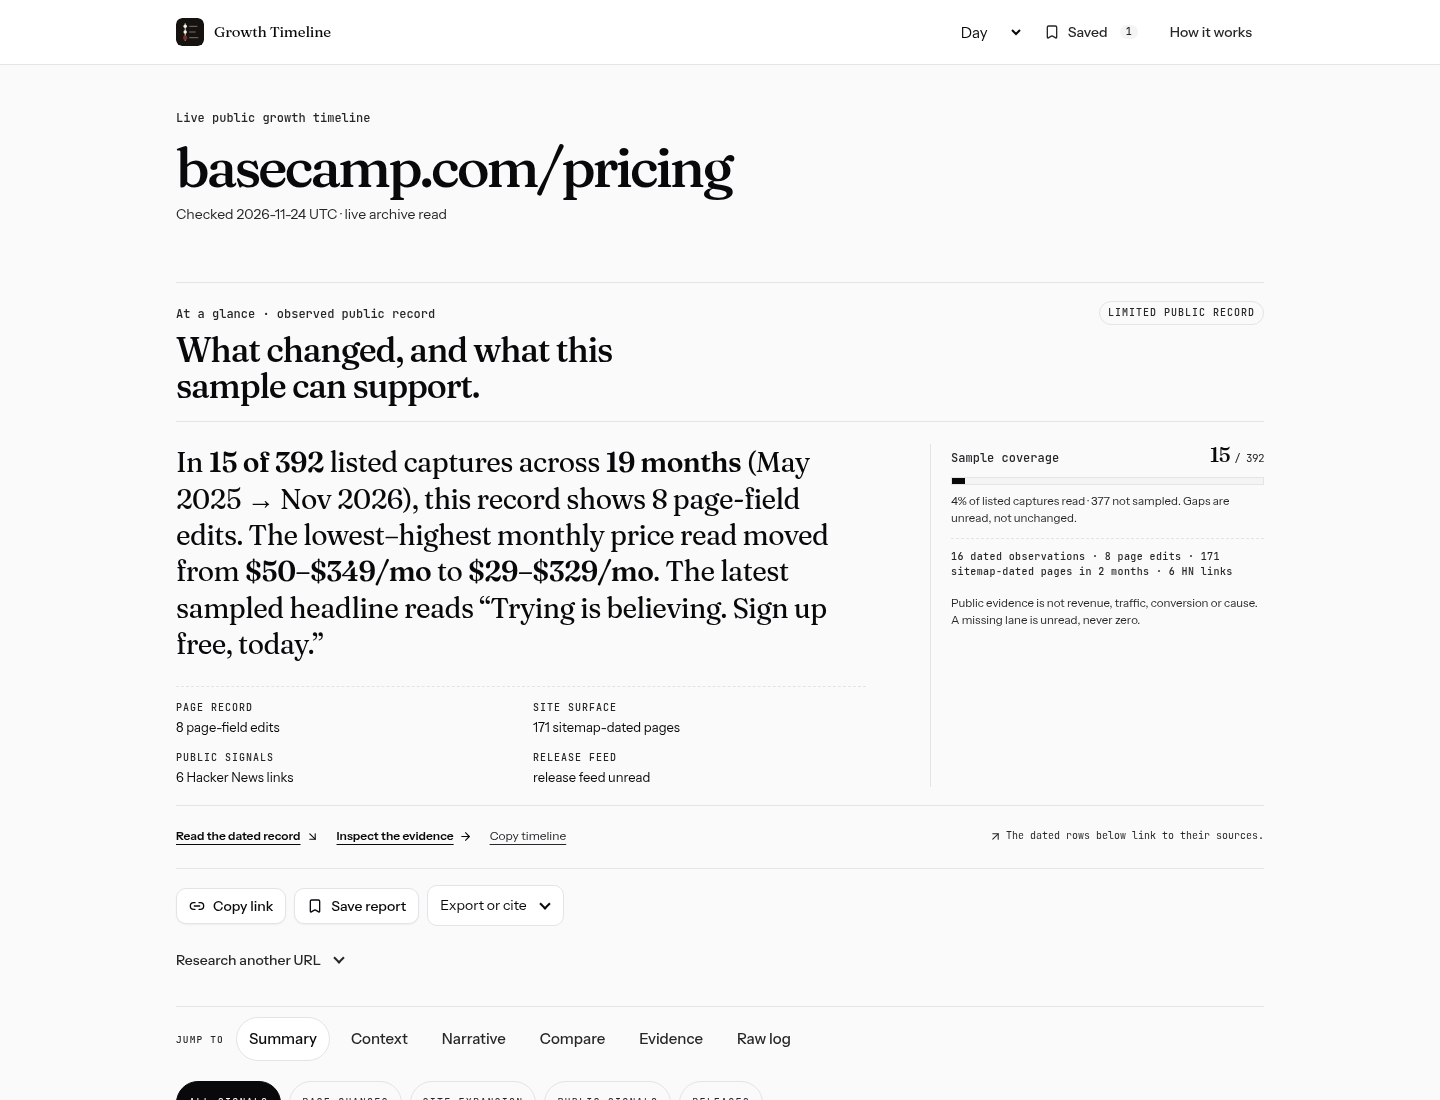 Growth Timeline
Day
Saved 1
How it works
Live public growth timeline
basecamp.com/pricing
Checked 2026-11-24 UTC · live archive read
At a glance · observed public record
LIMITED PUBLIC RECORD
What changed, and what this
sample can support.
In 15 of 392 listed captures across 19 months (May
2025 → Nov 2026), this record shows 8 page-field
edits. The lowest–highest monthly price read moved
from $50–$349/mo to $29–$329/mo. The latest
sampled headline reads “Trying is believing. Sign up
free, today.”
Sample coverage
15 / 392
4% of listed captures read · 377 not sampled. Gaps are
unread, not unchanged.
16 dated observations · 8 page edits · 171
sitemap-dated pages in 2 months · 6 HN links
Public evidence is not revenue, traffic, conversion or cause.
A missing lane is unread, never zero.
PAGE RECORD
8 page-field edits
SITE SURFACE
171 sitemap-dated pages
PUBLIC SIGNALS
6 Hacker News links
RELEASE FEED
release feed unread
Read the dated record ↘
Inspect the evidence →
Copy timeline
↗ The dated rows below link to their sources.
Copy link
Save report
Export or cite
Research another URL
JUMP TO
Summary
Context
Narrative
Compare
Evidence
Raw log
ALL SIGNALS
PAGE CHANGES
SITE EXPANSION
PUBLIC SIGNALS
RELEASES